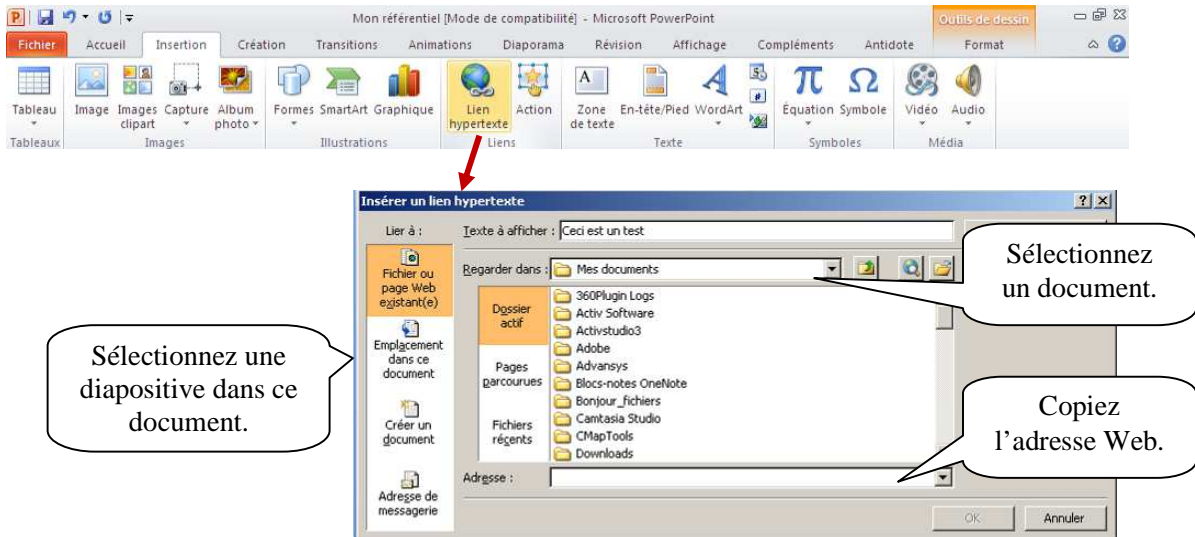 Mon référentiel [Mode de compatibilité] - Microsoft PowerPoint
Outils de dessin
Fichier Accueil Insertion Création Transitions Animations Diaporama Révision Affichage Compléments Antidote Format
Tableau Image Images clipart Capture Album photo Formes SmartArt Graphique Lien hypertexte Action Zone de texte En-tête/Pied WordArt Équation Symbole Vidéo Audio
Tableaux Images Illustrations Liens Texte Symboles Média
Insérer un lien hypertexte
Lier à :
Texte à afficher : Ceci est un test
Fichier ou
page Web
existant(e)
Emplacement
dans ce
document
Créer un
document
Adresse de
messagerie
Regarder dans : Mes documents
Dossier
actif
Pages
parcourues
Fichiers
récents
360Plugin Logs
Activ Software
Activstudio3
Adobe
Advansys
Blocs-notes OneNote
Bonjour_fichiers
Camtasia Studio
CMapTools
Downloads
Adresse :
OK Annuler
Sélectionnez
un document.
Sélectionnez une
diapositive dans ce
document.
Copiez
l’adresse Web.